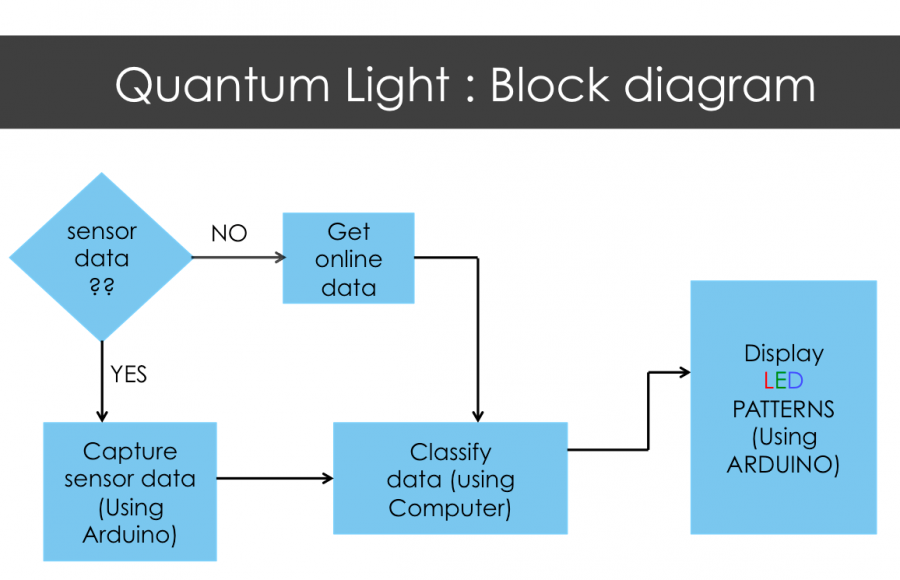 Quantum Light : Block diagram
sensor
data
??
NO
Get
online
data
YES
Capture
sensor data
(Using
Arduino)
Classify
data (using
Computer)
Display
LED
PATTERNS
(Using
ARDUINO)